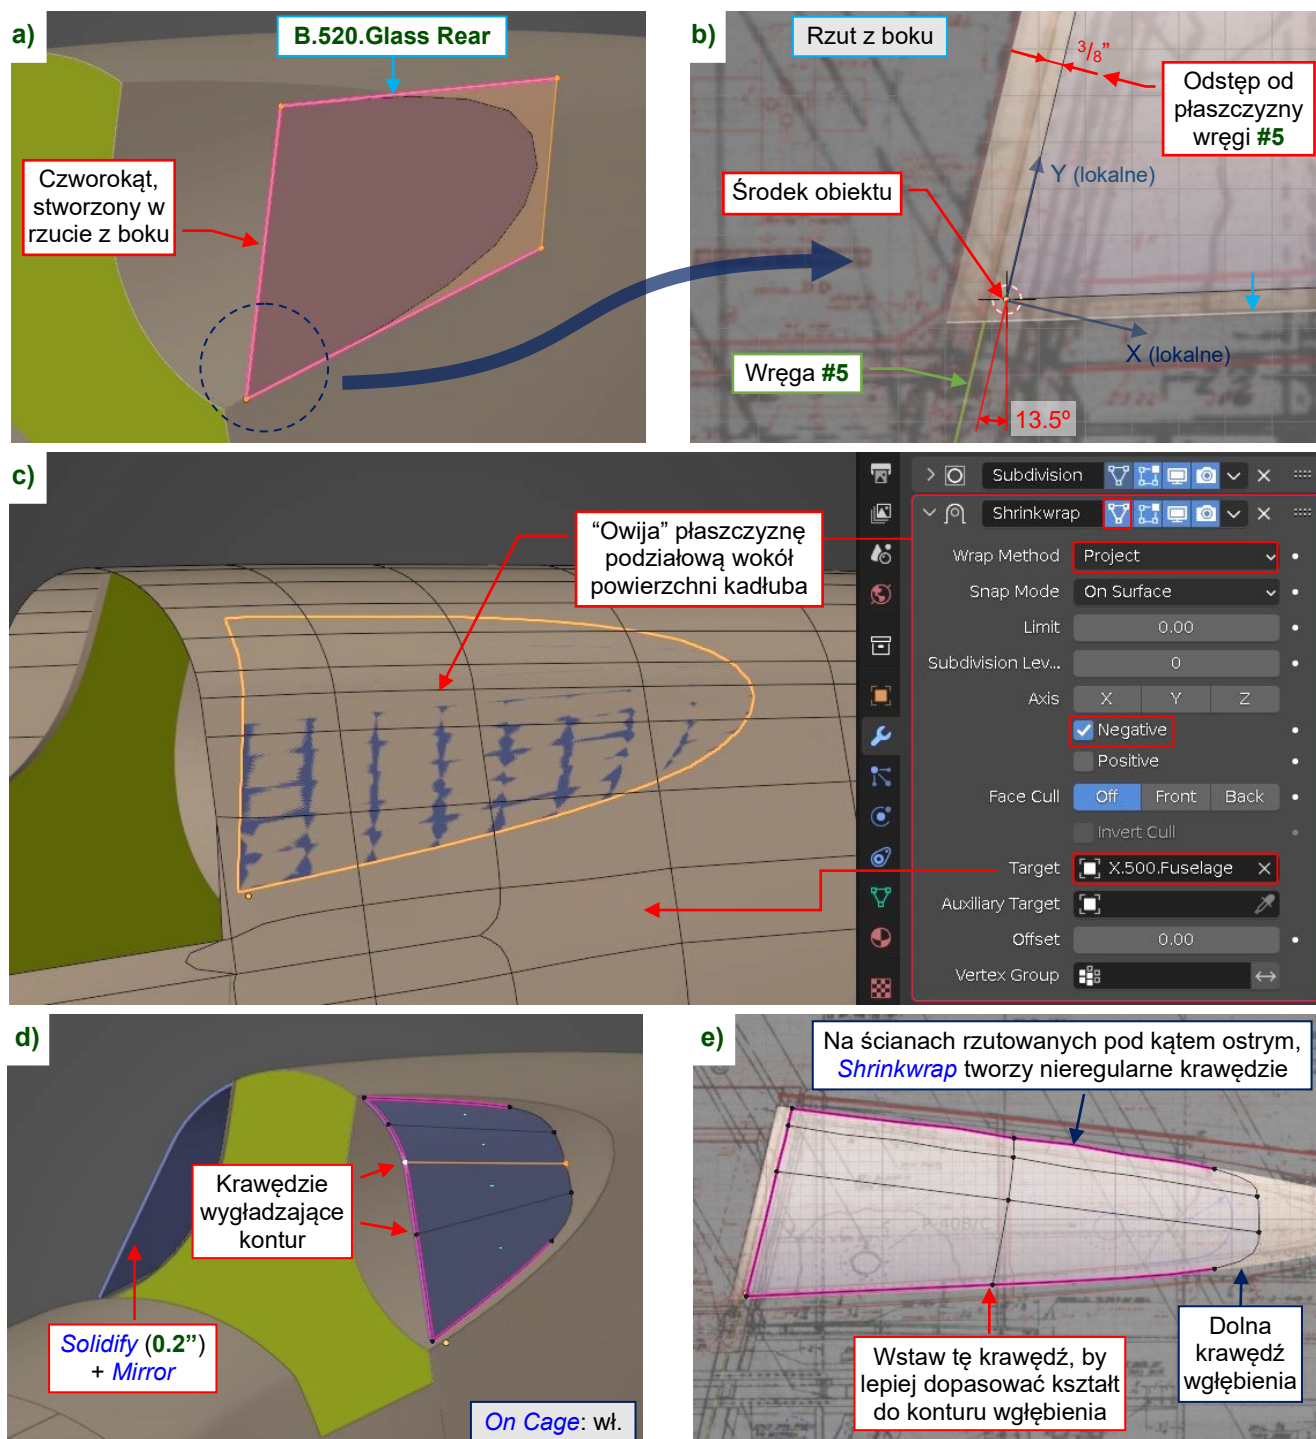 a)
B.520.Glass Rear
Czworokąt,
stworzony w
rzucie z boku
b)
Rzut z boku
3/8”
Odstęp od
płaszczyzny
wręgi #5
Y (lokalne)
Środek obiektu
X (lokalne)
Wręga #5
13.5º
c)
“Owija” płaszczyznę
podziałową wokół
powierzchni kadłuba
Subdivision
Shrinkwrap
Wrap Method Project
Snap Mode On Surface
Limit 0.00
Subdivision Lev... 0
Axis X Y Z
Negative
Positive
Face Cull Off Front Back
Invert Cull
Target X.500.Fuselage
Auxiliary Target
Offset 0.00
Vertex Group
d)
Krawędzie
wygładzające
kontur
Solidify (0.2”)
+ Mirror
On Cage: wł.
e)
Na ścianach rzutowanych pod kątem ostrym,
Shrinkwrap tworzy nieregularne krawędzie
P-40B/C
Wstaw tę krawędź, by
lepiej dopasować kształt
do konturu wgłębienia
Dolna
krawędź
wgłębienia